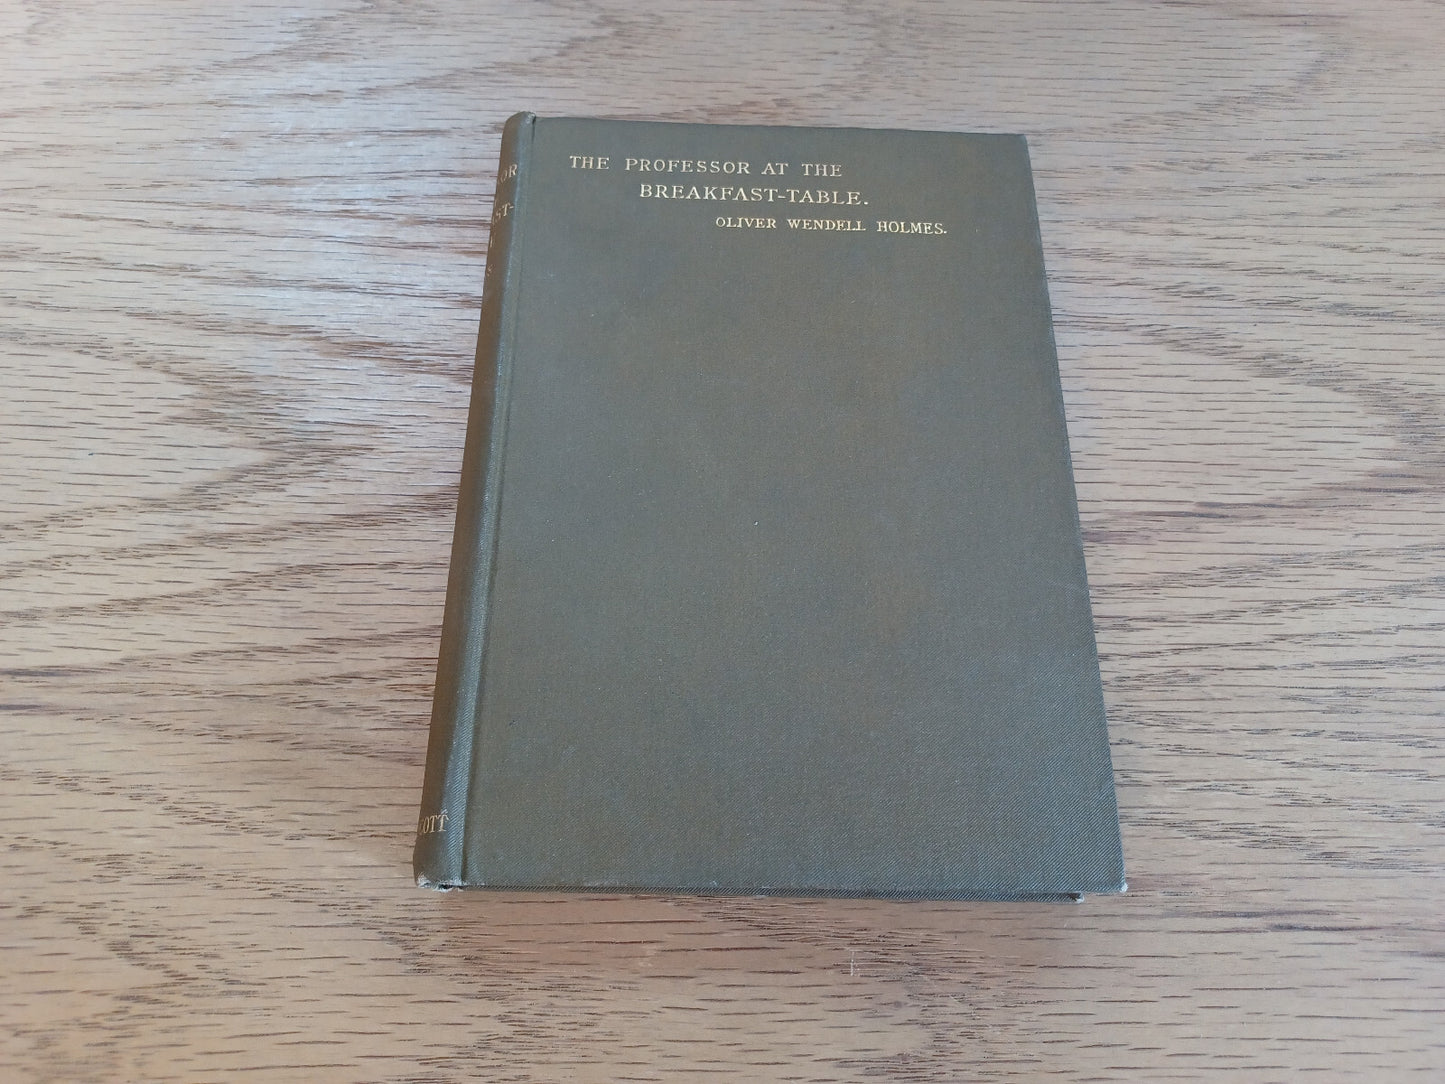 THE PROFESSOR AT THE
BREAKFAST-TABLE.
OLIVER WENDELL HOLMES.